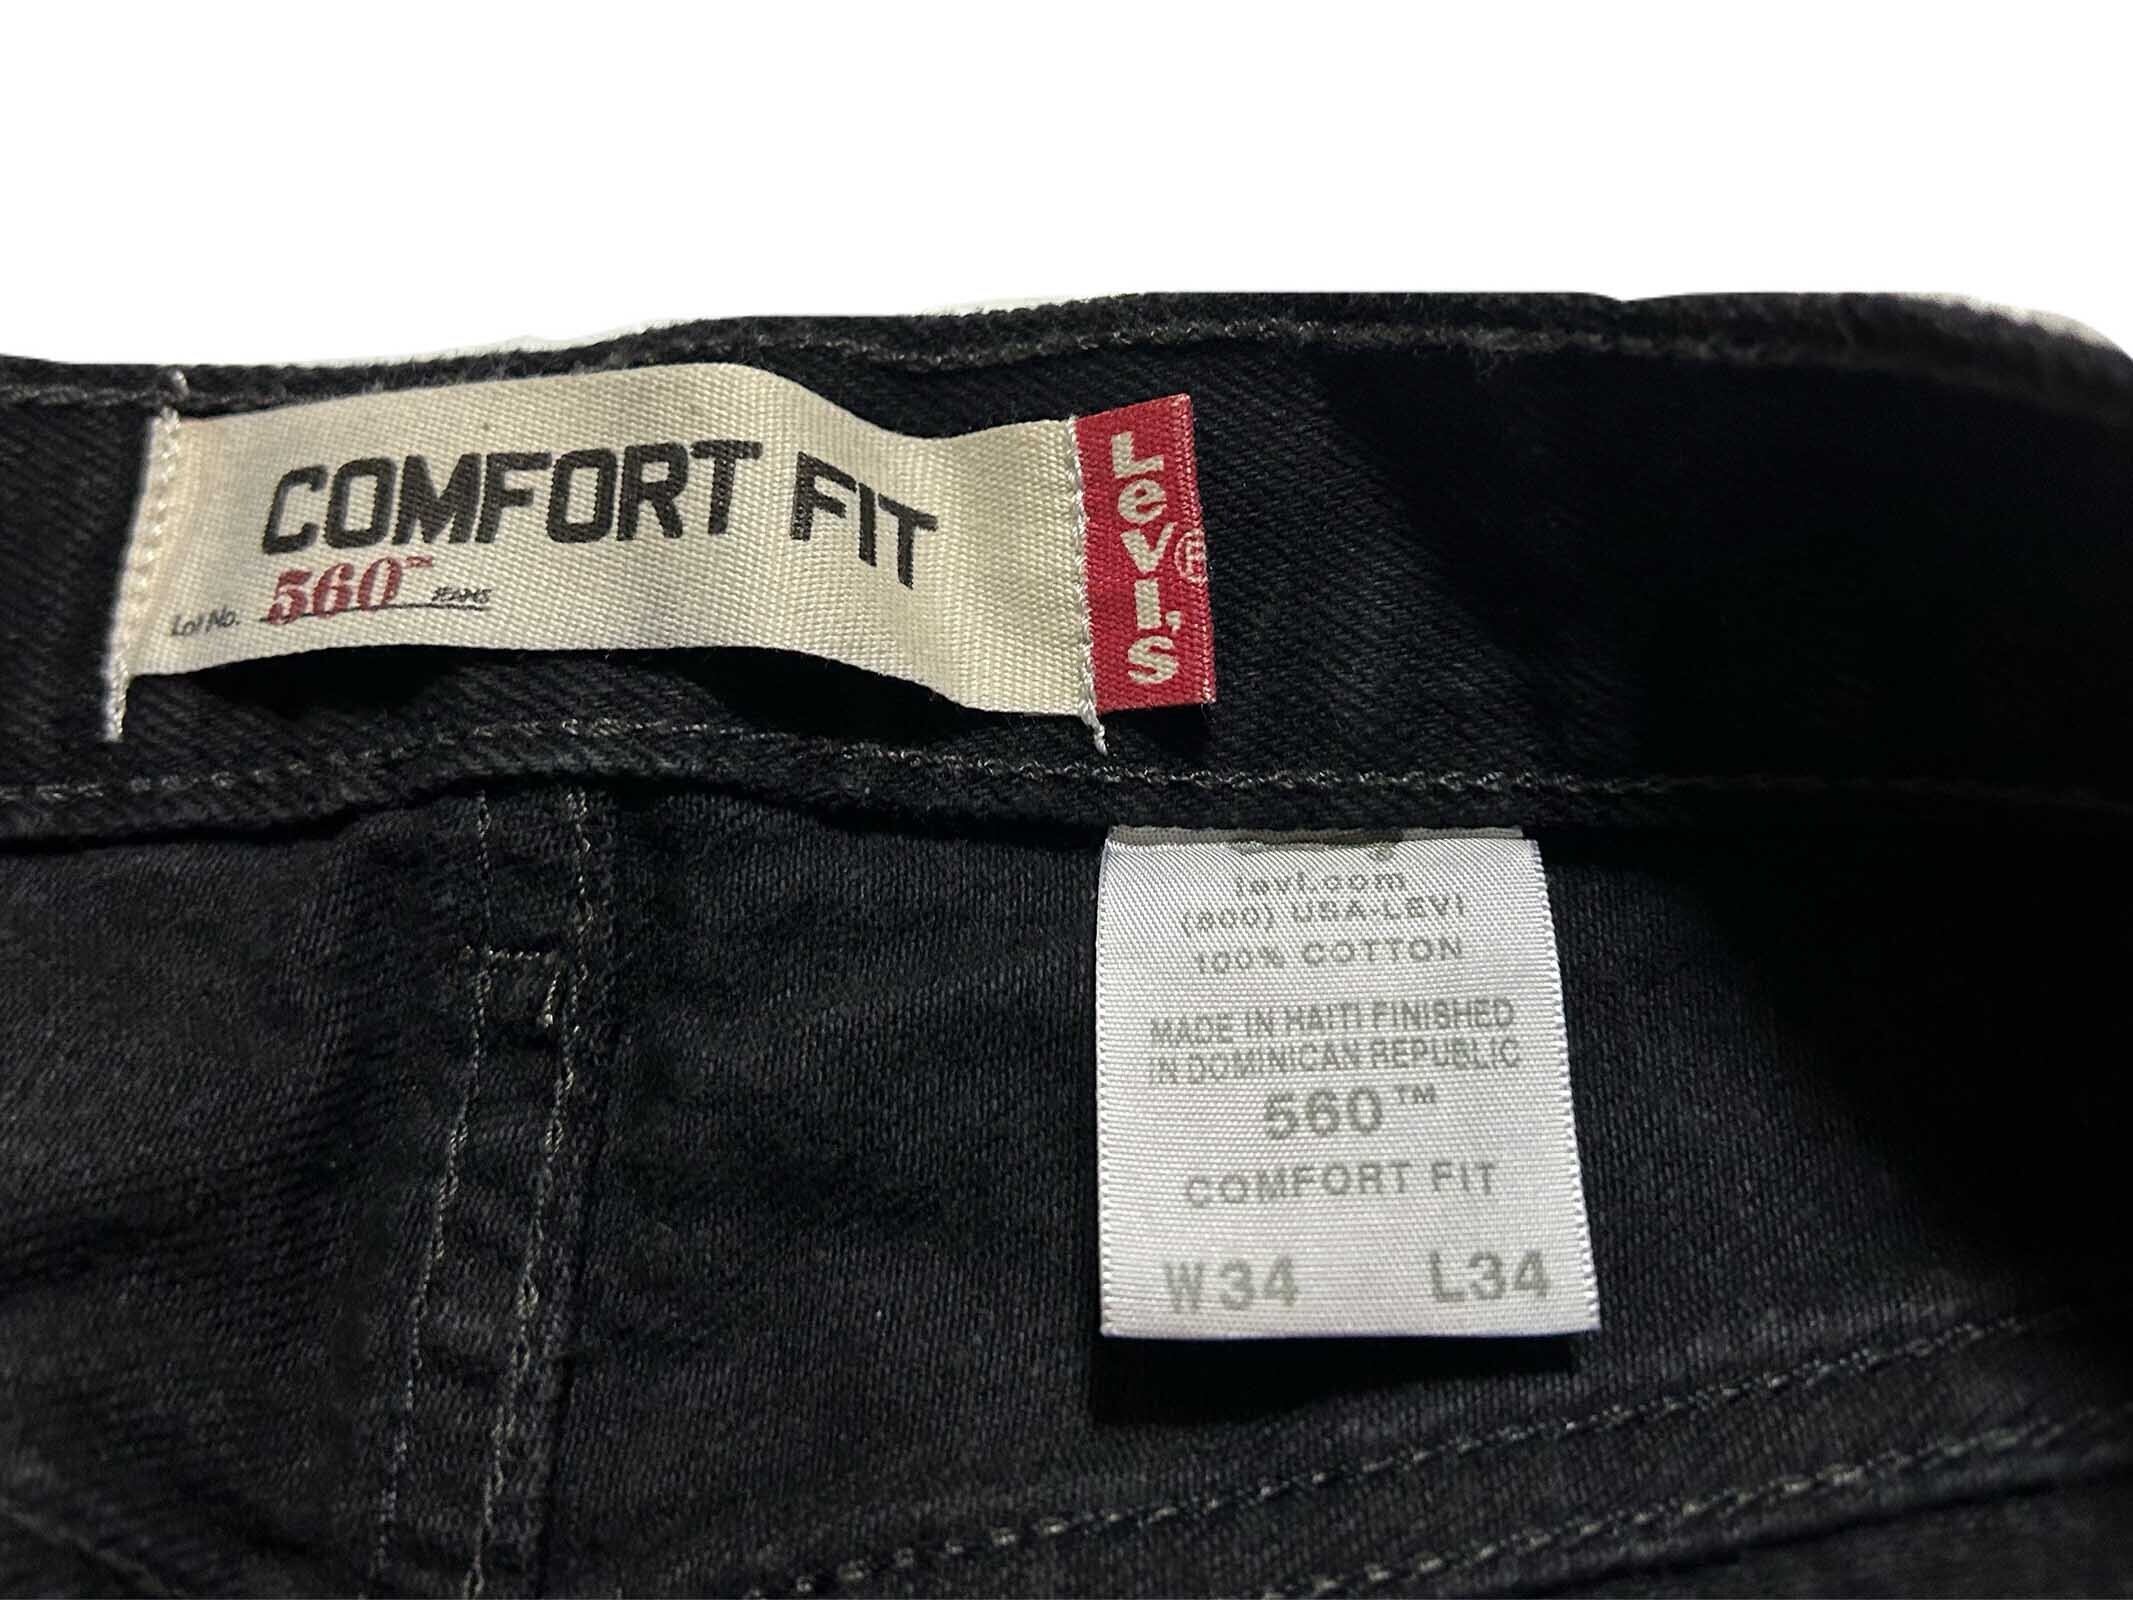 COMFORT FIT
Lot No. 560™ JEANS
Levi's ®
levi.com
(800) USA-LEVI
100% COTTON
MADE IN HAITI FINISHED
IN DOMINICAN REPUBLIC
560™
COMFORT FIT
W34 L34